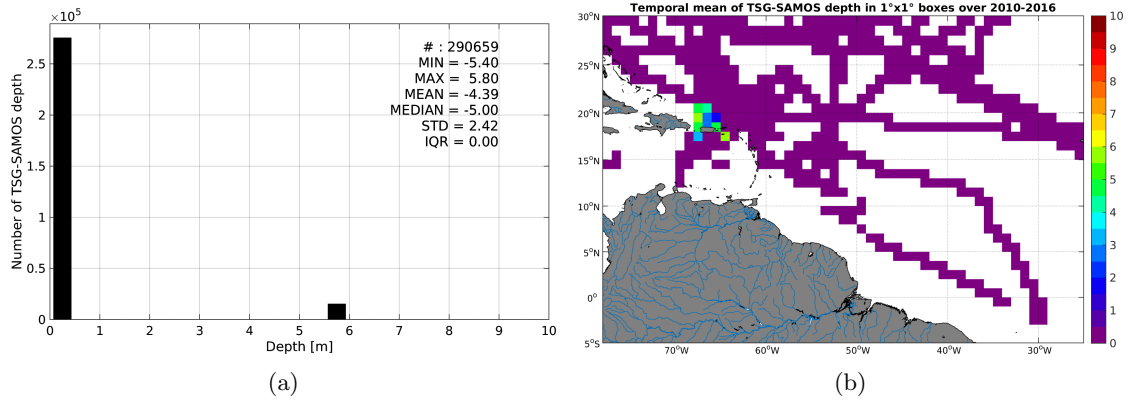 ×10⁵
2.5
2
1.5
1
0.5
0
Number of TSG-SAMOS depth
# : 290659
MIN = -5.40
MAX = 5.80
MEAN = -4.39
MEDIAN = -5.00
STD = 2.42
IQR = 0.00
0 1 2 3 4 5 6 7 8 9 10
Depth [m]
(a)
Temporal mean of TSG-SAMOS depth in 1°x1° boxes over 2010-2016
30°N
25°N
20°N
15°N
10°N
5°N
0°
5°S
70°W 60°W 50°W 40°W 30°W
10
9
8
7
6
5
4
3
2
1
0
(b)